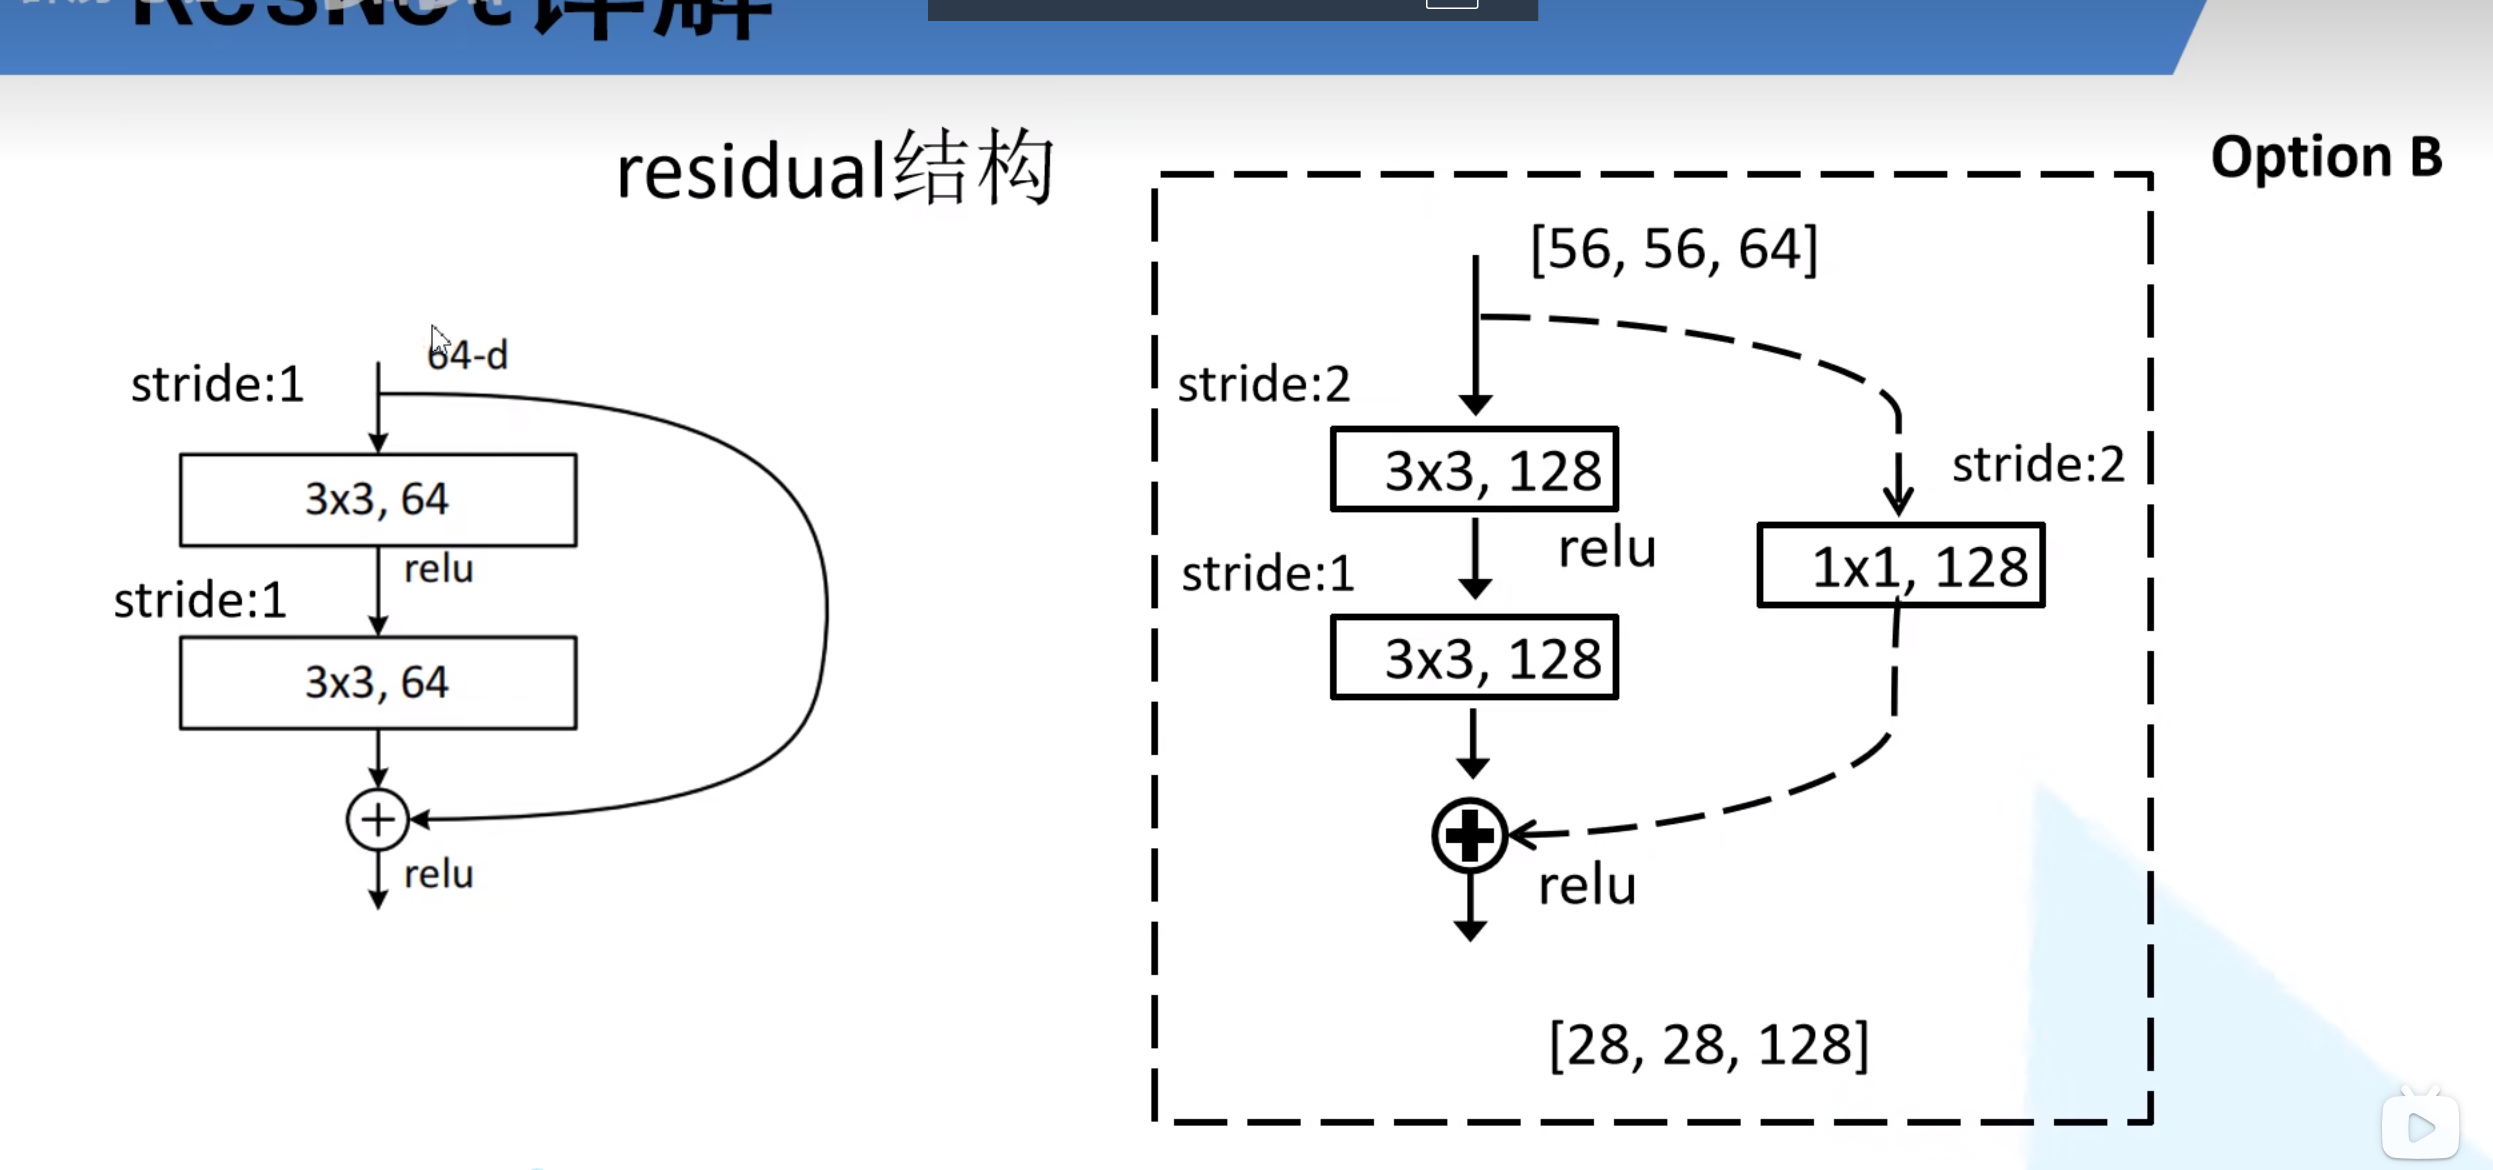 ResNet详解
residual结构
Option B
64-d
stride:1
3x3, 64
relu
stride:1
3x3, 64
relu
[56, 56, 64]
stride:2
3x3, 128
relu
stride:1
3x3, 128
stride:2
1x1, 128
relu
[28, 28, 128]